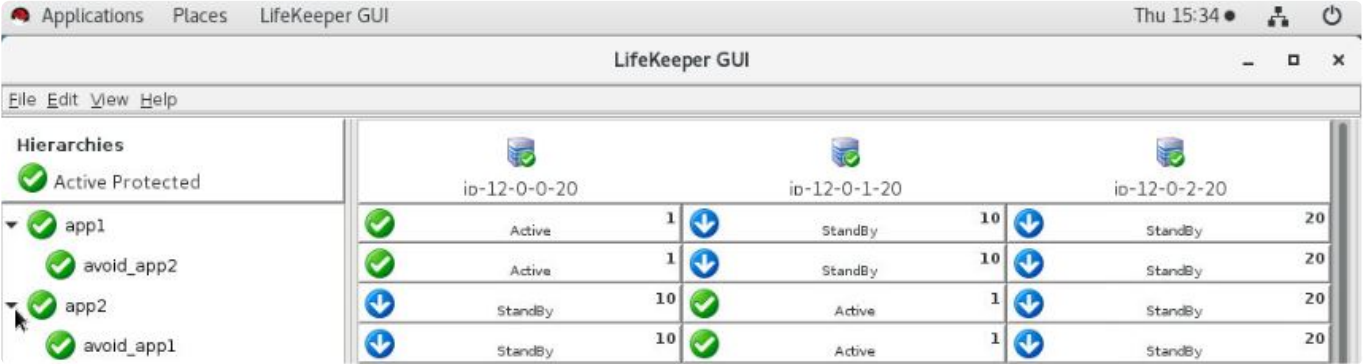 Applications Places LifeKeeper GUI Thu 15:34
LifeKeeper GUI
File Edit View Help
Hierarchies
Active Protected
ip-12-0-0-20 ip-12-0-1-20 ip-12-0-2-20
app1 Active 1 StandBy 10 StandBy 20
avoid_app2 Active 1 StandBy 10 StandBy 20
app2 StandBy 10 Active 1 StandBy 20
avoid_app1 StandBy 10 Active 1 StandBy 20